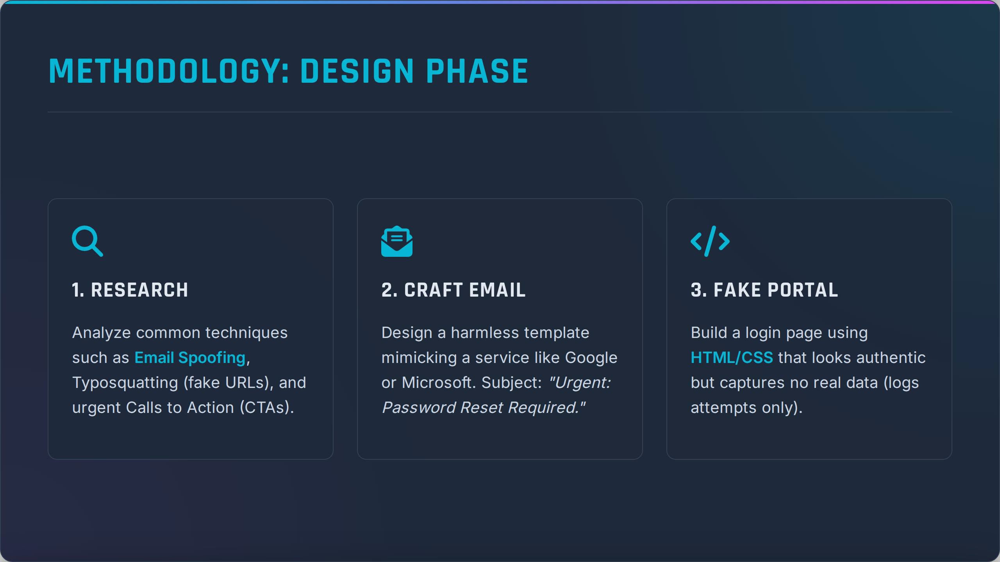 METHODOLOGY: DESIGN PHASE
1. RESEARCH
Analyze common techniques
such as Email Spoofing,
Typosquatting (fake URLs), and
urgent Calls to Action (CTAs).
2. CRAFT EMAIL
Design a harmless template
mimicking a service like Google
or Microsoft. Subject: "Urgent:
Password Reset Required."
3. FAKE PORTAL
Build a login page using
HTML/CSS that looks authentic
but captures no real data (logs
attempts only).